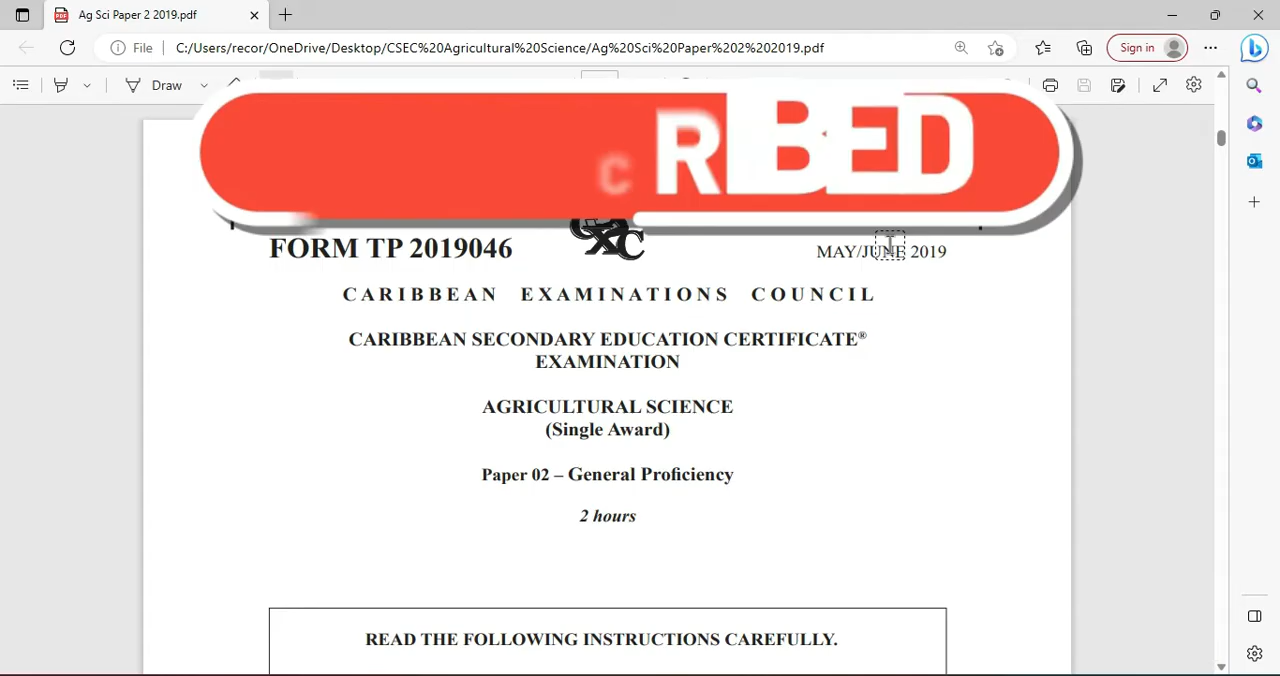 Ag Sci Paper 2 2019.pdf
File
C:/Users/recor/OneDrive/Desktop/CSEC%20Agricultural%20Science/Ag%20Sci%20Paper%202%202019.pdf
Sign in
Draw
C R B E D
FORM TP 2019046
CXC
MAY/JUNE 2019
CARIBBEAN EXAMINATIONS COUNCIL
CARIBBEAN SECONDARY EDUCATION CERTIFICATE®
EXAMINATION
AGRICULTURAL SCIENCE
(Single Award)
Paper 02 – General Proficiency
2 hours
READ THE FOLLOWING INSTRUCTIONS CAREFULLY.